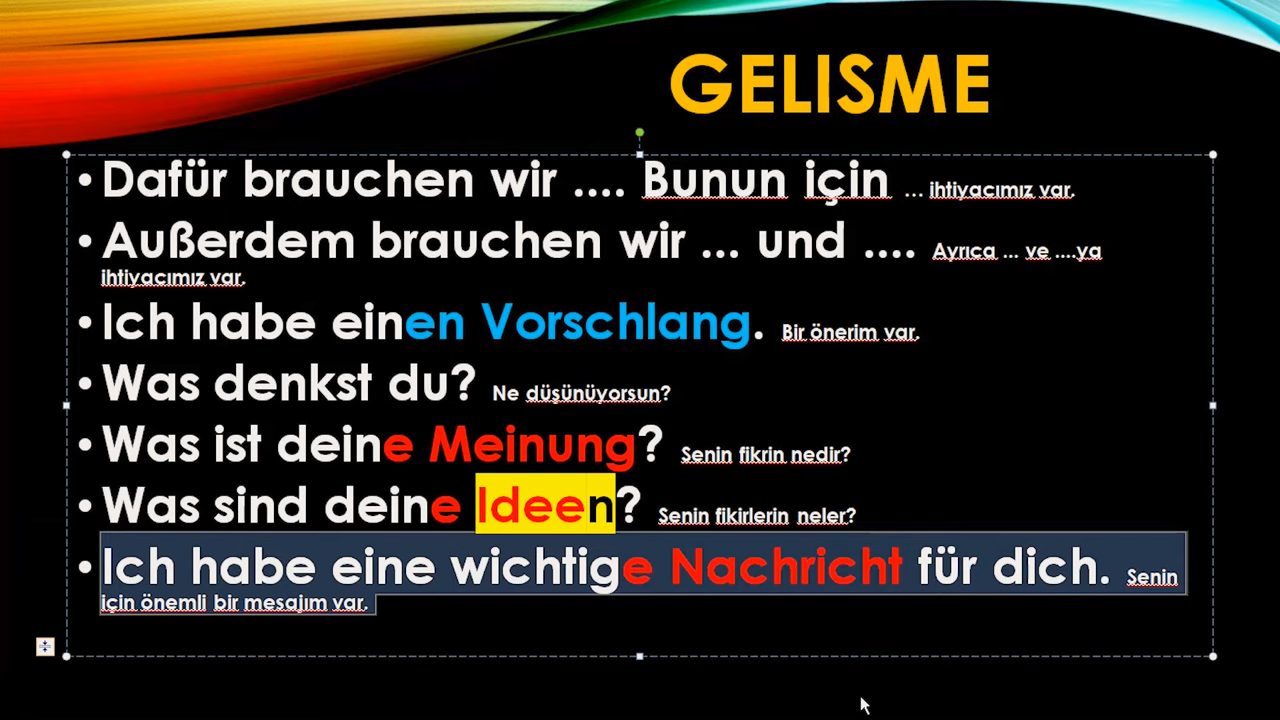 GELISME
• Dafür brauchen wir .... Bunun için ... ihtiyacımız var.
• Außerdem brauchen wir ... und .... Ayrıca ... ve ....ya
ihtiyacımız var.
• Ich habe einen Vorschlang. Bir önerim var.
• Was denkst du? Ne düşünüyorsun?
• Was ist deine Meinung? Senin fikrin nedir?
• Was sind deine Ideen? Senin fikirlerin neler?
• Ich habe eine wichtige Nachricht für dich. Senin
için önemli bir mesajım var.